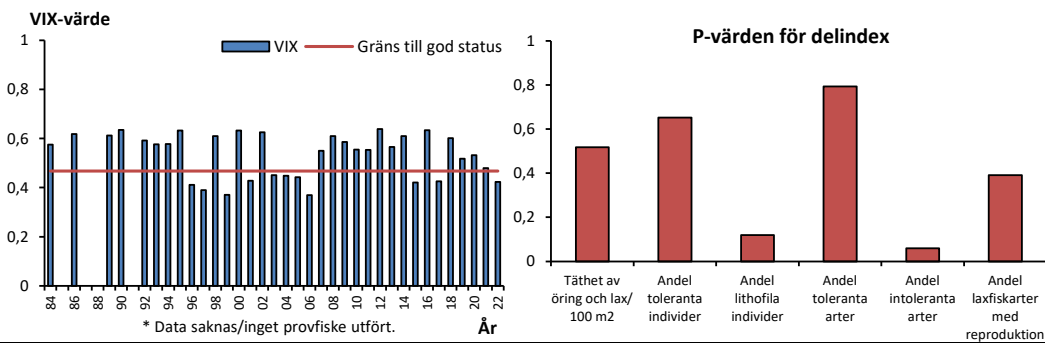 VIX-värde
VIX
Gräns till god status
1
0,8
0,6
0,4
0,2
0
84
86
88
90
92
94
96
98
00
02
04
06
08
10
12
14
16
18
20
22
* Data saknas/inget provfiske utfört.
År
P-värden för delindex
1
0,8
0,6
0,4
0,2
0
Täthet av
öring och lax/
100 m2
Andel
toleranta
individer
Andel
lithofila
individer
Andel
toleranta
arter
Andel
intoleranta
arter
Andel
laxfiskarter
med
reproduktion